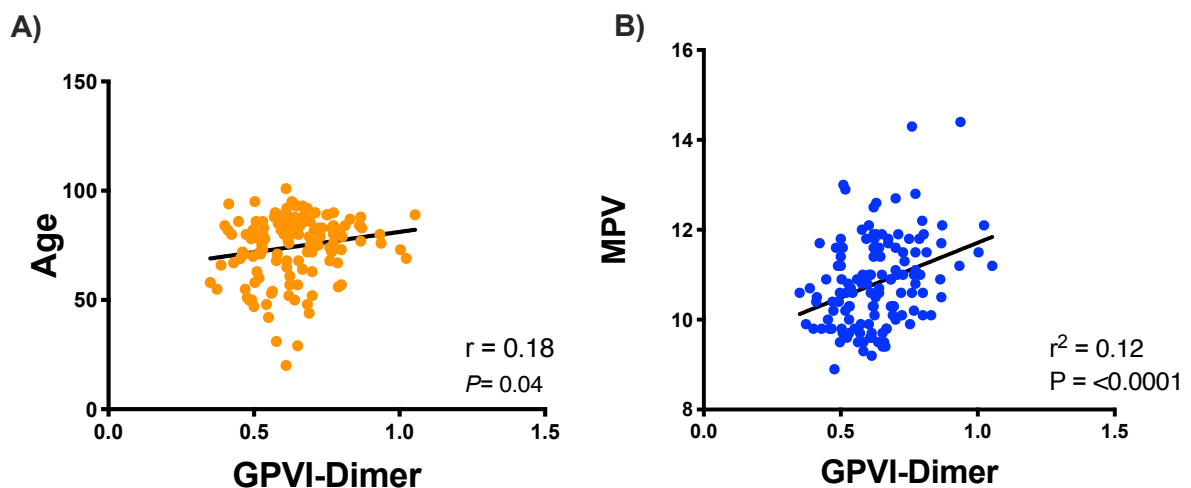 A)
150
100
50
0
0.0 0.5 1.0 1.5
Age
GPVI-Dimer
r = 0.18
P= 0.04
B)
16
14
12
10
8
0.0 0.5 1.0 1.5
MPV
GPVI-Dimer
r² = 0.12
P = <0.0001